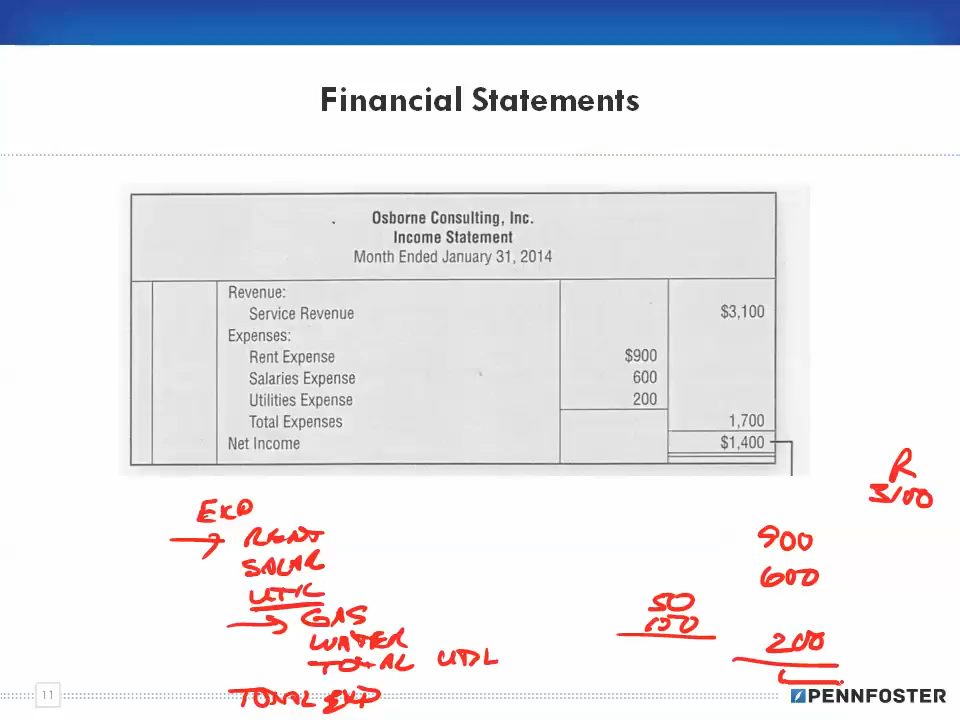 Financial Statements
Osborne Consulting, Inc.
Income Statement
Month Ended January 31, 2014
Revenue:
Service Revenue $3,100
Expenses:
Rent Expense $900
Salaries Expense 600
Utilities Expense 200
Total Expenses 1,700
Net Income $1,400
R
3100
EXP
RENT 900
SALAR 600
UTIL
GAS 50
WATER 150
TOTAL UTIL 200
TOTAL EXP
11
PENNFOSTER